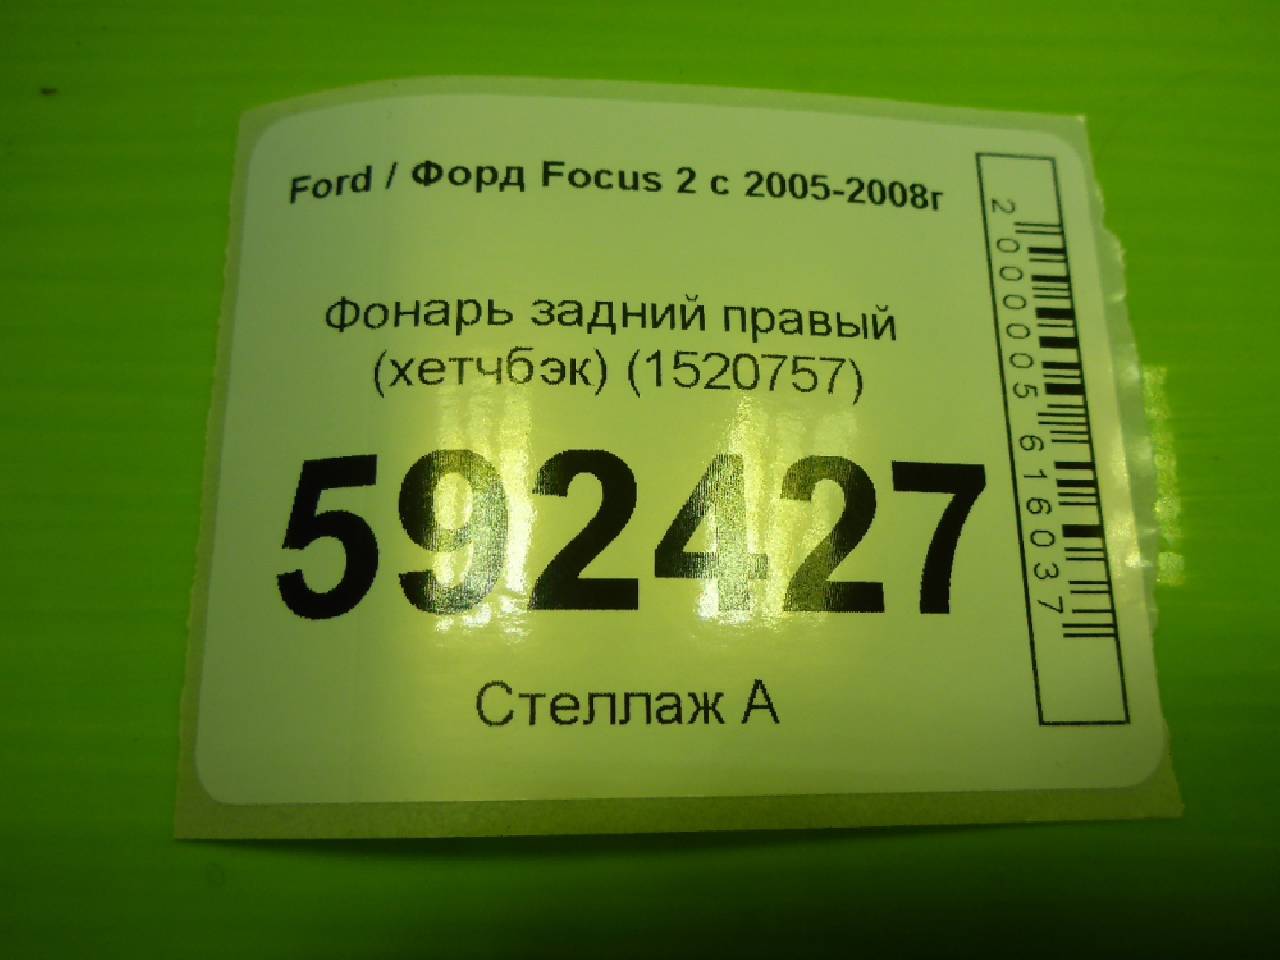 Ford / Форд Focus 2 с 2005-2008г
Фонарь задний правый
(хетчбэк) (1520757)
592427
Стеллаж А
2000005616037